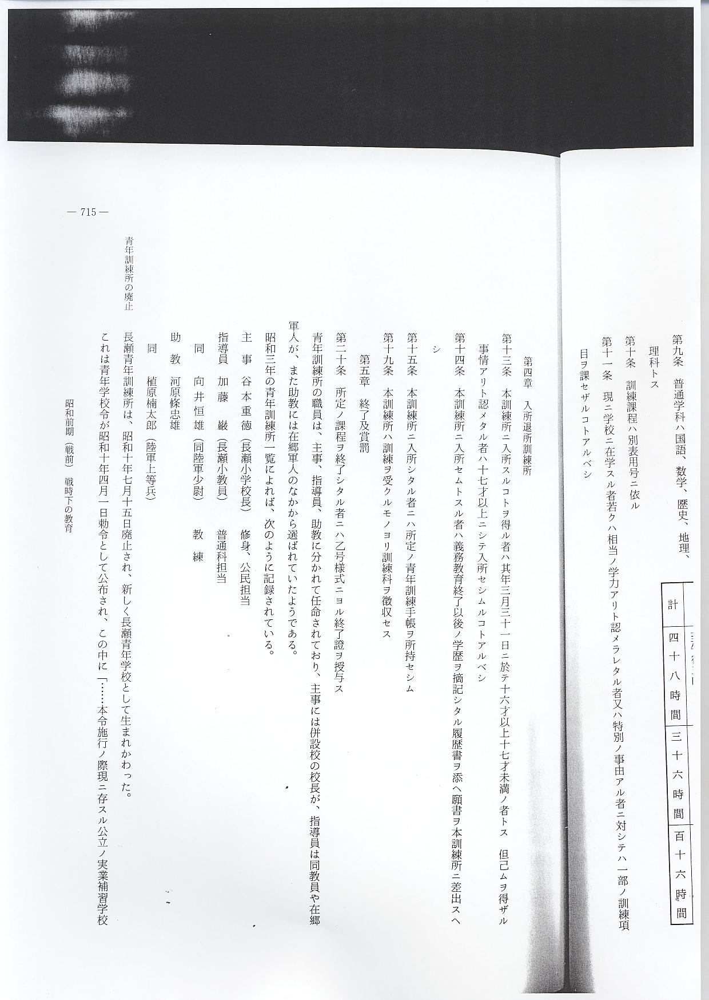 計 四十八時間 三十六時間 百十六時間
第九条 普通学科ハ国語、数学、歴史、地理、
理科トス
第十条 訓練課程ハ別表用号ニ依ル
第十一条 現ニ学校ニ在学スル者若クハ相当ノ学力アリト認メラレタル者又ハ特別ノ事由アル者ニ対シテハ一部ノ訓練項
目ヲ課セザルコトアルベシ
第四章 入所退所訓練所
第十三条 本訓練所ニ入所スルコトヲ得ル者ハ其年三月三十一日ニ於テ十六才以上十七才未満ノ者トス 但己ムヲ得ザル
事情アリト認メタル者ハ十七才以上ニシテ入所セシムルコトアルベシ
第十四条 本訓練所ニ入所セムトスル者ハ義務教育終了以後ノ学歴ヲ摘記シタル履歴書ヲ添ヘ願書ヲ本訓練所ニ差出スヘ
シ
第十五条 本訓練所ニ入所シタル者ニハ所定ノ青年訓練手帳ヲ所持セシム
第十九条 本訓練所ハ訓練ヲ受クルモノヨリ訓練科ヲ徴収セス
第五章 終了及賞罰
第二十条 所定ノ課程ヲ終了シタル者ニハ乙号様式ニヨル終了證ヲ授与ス
青年訓練所の職員は、主事、指導員、助教に分かれて任命されており、主事には併設校の校長が、指導員は同教員や在郷
軍人が、また助教には在郷軍人のなかから選ばれていたようである。
昭和三年の青年訓練所一覧によれば、次のように記録されている。
主事 谷本重徳（長瀬小学校長） 修身、公民担当
指導員 加藤 巌（長瀬小教員） 普通科担当
同 向井恒雄（同陸軍少尉） 教練
助教 河原條忠雄
同 植原楠太郎（陸軍上等兵）
青年訓練所の廃止
長瀬青年訓練所は、昭和十年七月十五日廃止され、新しく長瀬青年学校として生まれかわった。
これは青年学校令が昭和十年四月一日勅令として公布され、この中に「……本令施行ノ際現ニ存スル公立ノ実業補習学校
昭和前期（戦前） 戦時下の教育
— 715 —